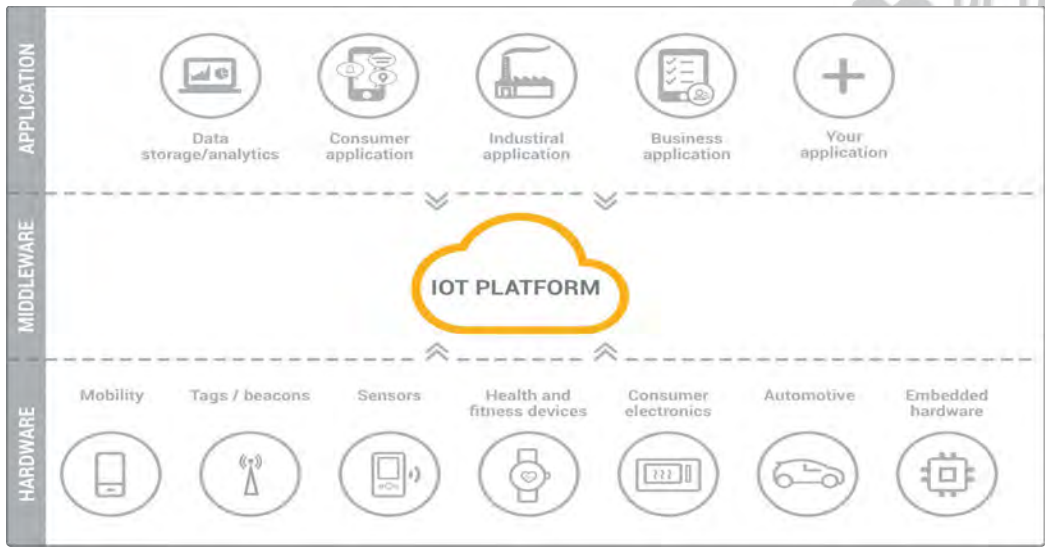 APPLICATION
Data
storage/analytics
Consumer
application
Industiral
application
Business
application
Your
application
MIDDLEWARE
IOT PLATFORM
HARDWARE
Mobility
Tags / beacons
Sensors
Health and
fitness devices
Consumer
electronics
Automotive
Embedded
hardware